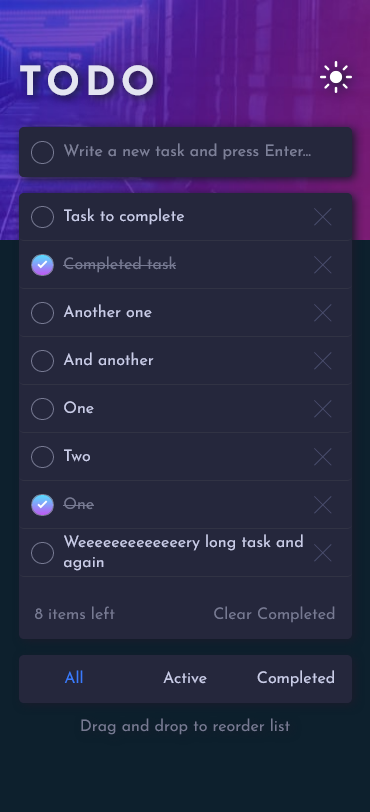 TODO
Write a new task and press Enter...
Task to complete
Completed task
Another one
And another
One
Two
One
Weeeeeeeeeeeeery long task and
again
8 items left Clear Completed
All Active Completed
Drag and drop to reorder list